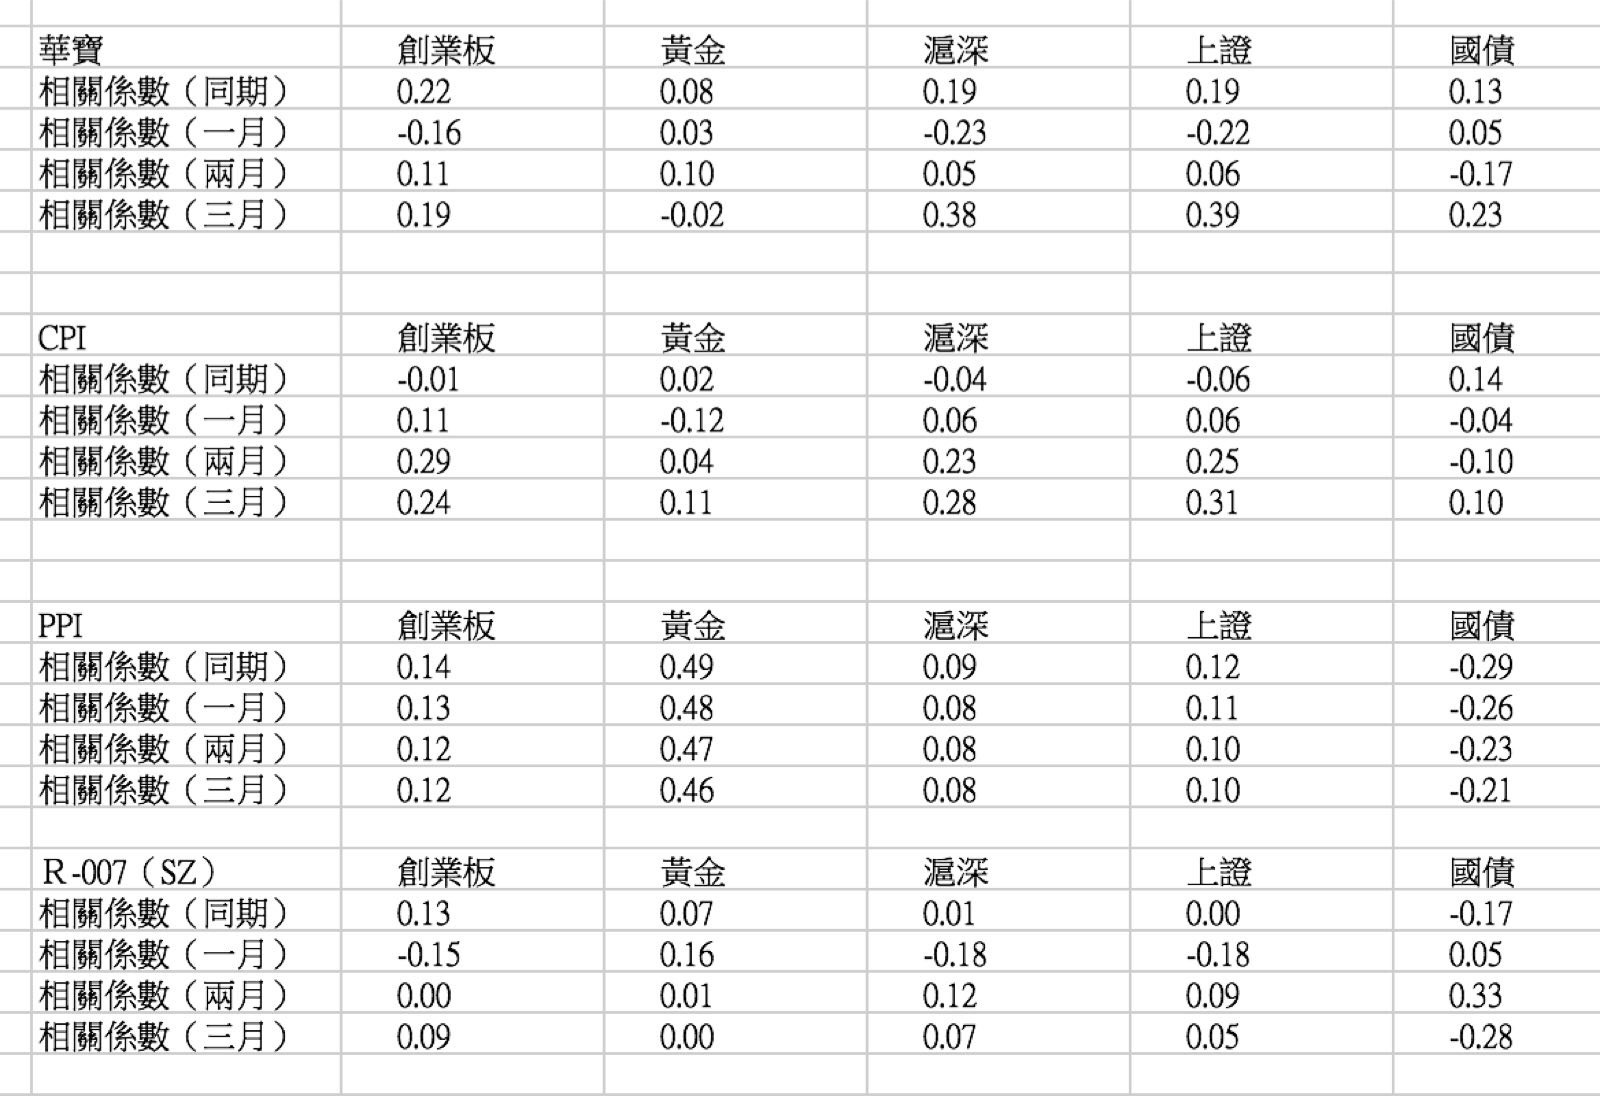 華寶 創業板 黃金 滬深 上證 國債
相關係數（同期） 0.22 0.08 0.19 0.19 0.13
相關係數（一月） -0.16 0.03 -0.23 -0.22 0.05
相關係數（兩月） 0.11 0.10 0.05 0.06 -0.17
相關係數（三月） 0.19 -0.02 0.38 0.39 0.23
CPI 創業板 黃金 滬深 上證 國債
相關係數（同期） -0.01 0.02 -0.04 -0.06 0.14
相關係數（一月） 0.11 -0.12 0.06 0.06 -0.04
相關係數（兩月） 0.29 0.04 0.23 0.25 -0.10
相關係數（三月） 0.24 0.11 0.28 0.31 0.10
PPI 創業板 黃金 滬深 上證 國債
相關係數（同期） 0.14 0.49 0.09 0.12 -0.29
相關係數（一月） 0.13 0.48 0.08 0.11 -0.26
相關係數（兩月） 0.12 0.47 0.08 0.10 -0.23
相關係數（三月） 0.12 0.46 0.08 0.10 -0.21
Ｒ-007（SZ） 創業板 黃金 滬深 上證 國債
相關係數（同期） 0.13 0.07 0.01 0.00 -0.17
相關係數（一月） -0.15 0.16 -0.18 -0.18 0.05
相關係數（兩月） 0.00 0.01 0.12 0.09 0.33
相關係數（三月） 0.09 0.00 0.07 0.05 -0.28